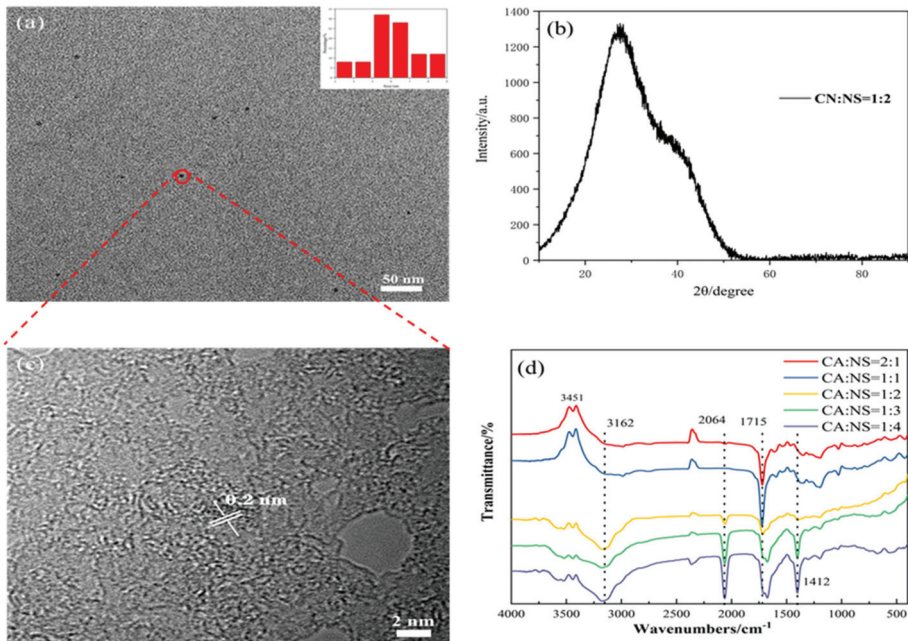 (a)
50 nm
(b)
Intensity/a.u.
1400
1200
1000
800
600
400
200
0
CN:NS=1:2
20
40
60
80
2θ/degree
(c)
0.2 nm
2 nm
(d)
Transmittance/%
CA:NS=2:1
CA:NS=1:1
CA:NS=1:2
CA:NS=1:3
CA:NS=1:4
3451
3162
2064
1715
1412
4000
3500
3000
2500
2000
1500
1000
500
Wavenumbers/cm⁻¹